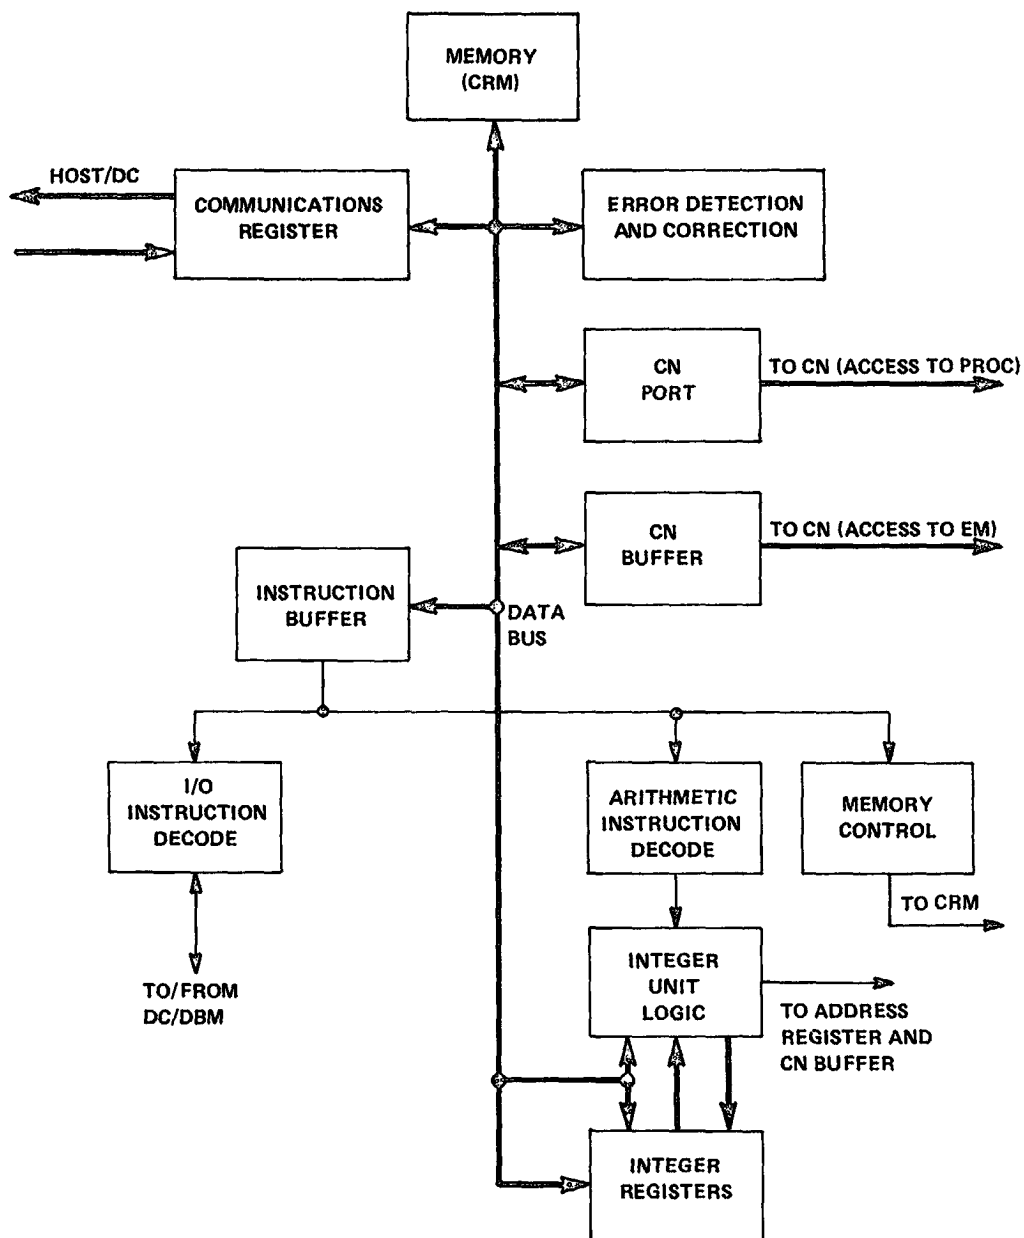 MEMORY
(CRM)
HOST/DC
COMMUNICATIONS
REGISTER
ERROR DETECTION
AND CORRECTION
CN
PORT
TO CN (ACCESS TO PROC)
CN
BUFFER
TO CN (ACCESS TO EM)
INSTRUCTION
BUFFER
DATA
BUS
I/O
INSTRUCTION
DECODE
ARITHMETIC
INSTRUCTION
DECODE
MEMORY
CONTROL
TO CRM
TO/FROM
DC/DBM
INTEGER
UNIT
LOGIC
TO ADDRESS
REGISTER AND
CN BUFFER
INTEGER
REGISTERS